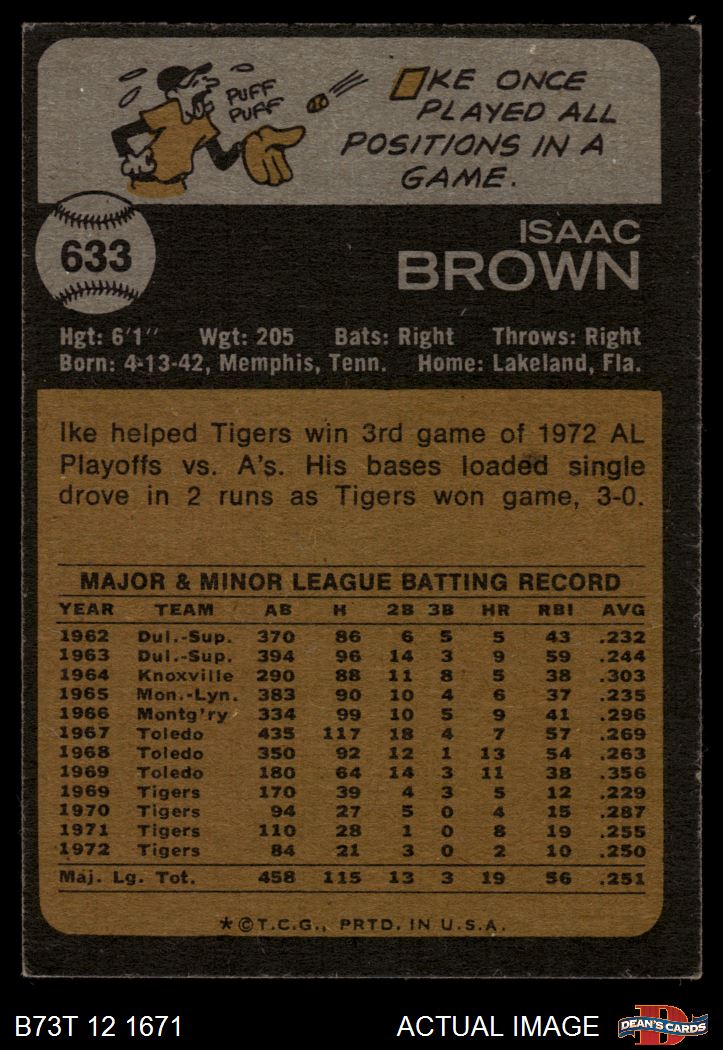 PUFF
PUFF
IKE ONCE
PLAYED ALL
POSITIONS IN A
GAME.
633
ISAAC
BROWN
Hgt: 6'1" Wgt: 205 Bats: Right Throws: Right
Born: 4-13-42, Memphis, Tenn. Home: Lakeland, Fla.
Ike helped Tigers win 3rd game of 1972 AL
Playoffs vs. A's. His bases loaded single
drove in 2 runs as Tigers won game, 3-0.
MAJOR & MINOR LEAGUE BATTING RECORD
YEAR TEAM AB H 2B 3B HR RBI AVG
1962 Dul.-Sup. 370 86 6 5 5 43 .232
1963 Dul.-Sup. 394 96 14 3 9 59 .244
1964 Knoxville 290 88 11 8 5 38 .303
1965 Mon.-Lyn. 383 90 10 4 6 37 .235
1966 Montg'ry 334 99 10 5 9 41 .296
1967 Toledo 435 117 18 4 7 57 .269
1968 Toledo 350 92 12 1 13 54 .263
1969 Toledo 180 64 14 3 11 38 .356
1969 Tigers 170 39 4 3 5 12 .229
1970 Tigers 94 27 5 0 4 15 .287
1971 Tigers 110 28 1 0 8 19 .255
1972 Tigers 84 21 3 0 2 10 .250
Maj. Lg. Tot. 458 115 13 3 19 56 .251
*©T.C.G., PRTD. IN U.S.A.
B73T 12 1671 ACTUAL IMAGE D
DEAN'S CARDS